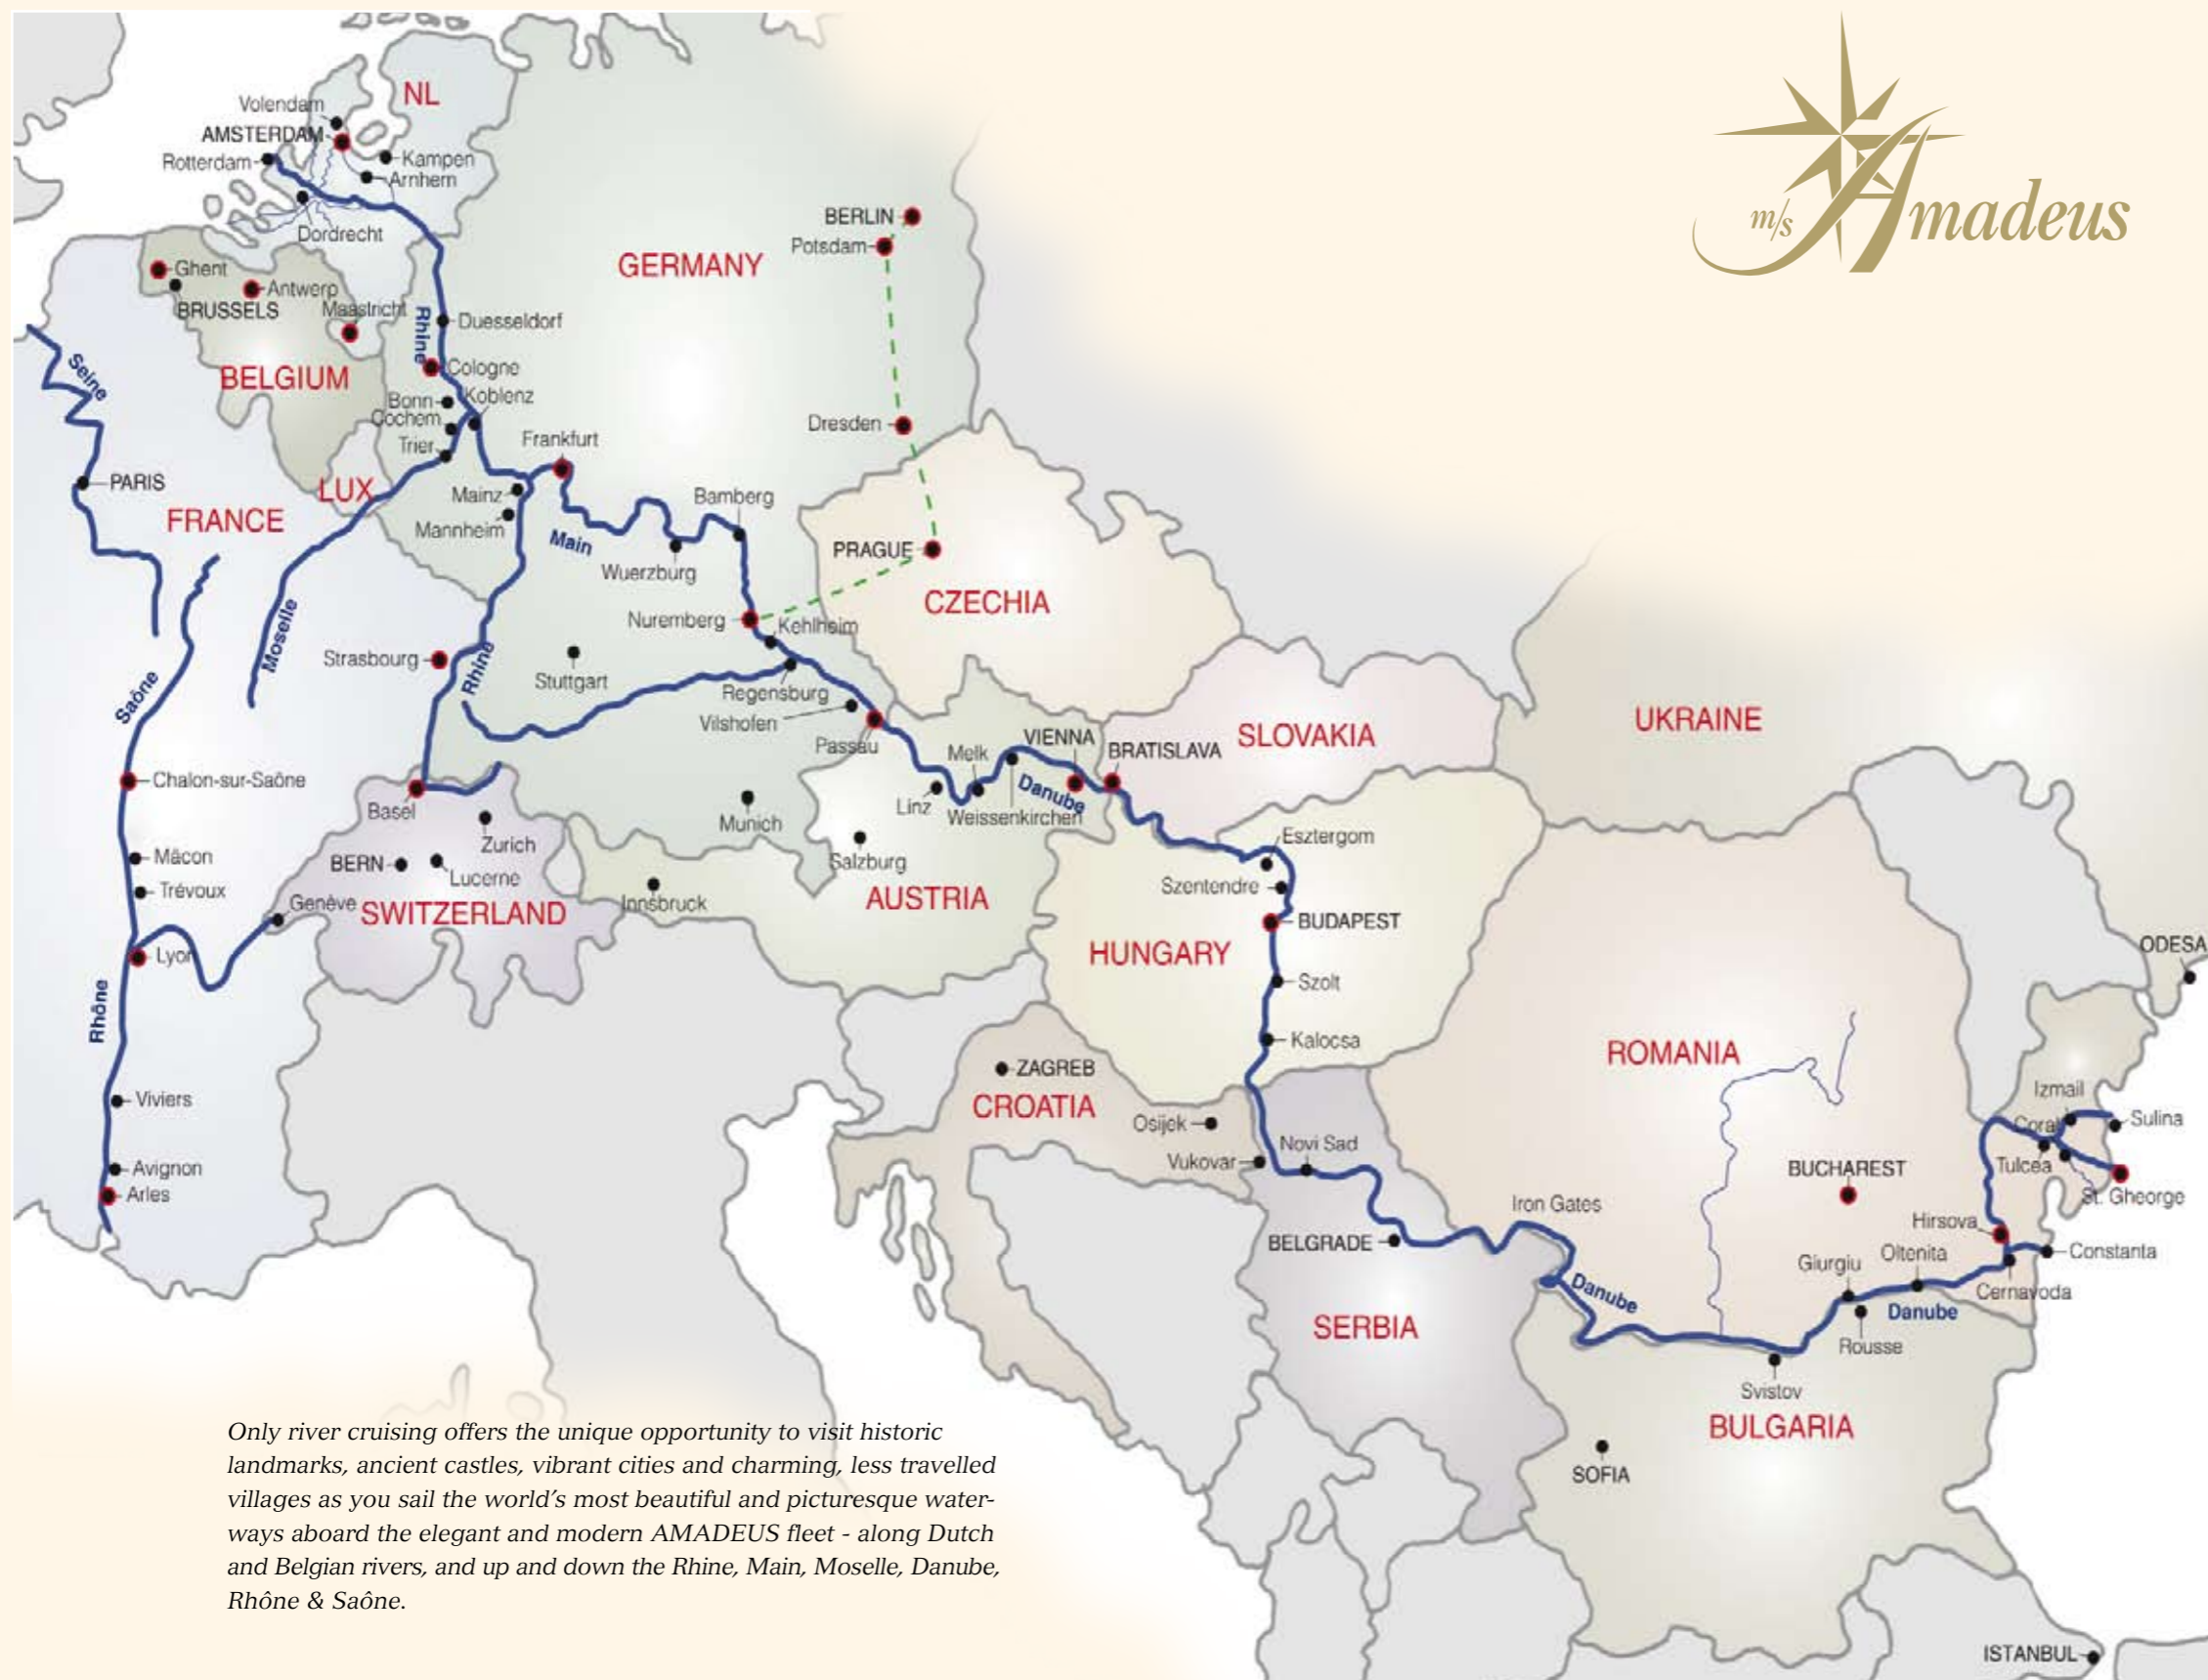 m/s Amadeus
Volendam
NL
AMSTERDAM
Rotterdam
Kampen
Arnhem
Dordrecht
BERLIN
Potsdam
GERMANY
Ghent
Antwerp
BRUSSELS
Maastricht
Rhine
Duesseldorf
Seine
BELGIUM
Cologne
Bonn
Koblenz
Cochem
Trier
Dresden
Frankfurt
PARIS
LUX
Mainz
Bamberg
FRANCE
Mannheim
Main
Wuerzburg
PRAGUE
CZECHIA
Moselle
Nuremberg
Kehlheim
Strasbourg
Rhine
Stuttgart
Regensburg
Saône
Vilshofen
Passau
UKRAINE
SLOVAKIA
VIENNA
BRATISLAVA
Melk
Chalon-sur-Saône
Basel
Linz
Danube
Weissenkirchen
Munich
Zurich
Esztergom
Mâcon
BERN
Lucerne
Salzburg
Trévoux
Szentendre
Genève
SWITZERLAND
Innsbruck
AUSTRIA
BUDAPEST
ODESA
Lyon
HUNGARY
Szolt
Rhône
Kalocsa
ROMANIA
ZAGREB
CROATIA
Izmail
Viviers
Osijek
Sulina
Coral
Novi Sad
Vukovar
Avignon
BUCHAREST
Tulcea
Arles
St. Gheorge
Iron Gates
Hirsova
BELGRADE
Oltenita
Constanta
Giurgiu
Danube
Cernavoda
Danube
SERBIA
Rousse
Svistov
BULGARIA
SOFIA
Only river cruising offers the unique opportunity to visit historic
landmarks, ancient castles, vibrant cities and charming, less travelled
villages as you sail the world's most beautiful and picturesque water-
ways aboard the elegant and modern AMADEUS fleet - along Dutch
and Belgian rivers, and up and down the Rhine, Main, Moselle, Danube,
Rhône & Saône.
ISTANBUL